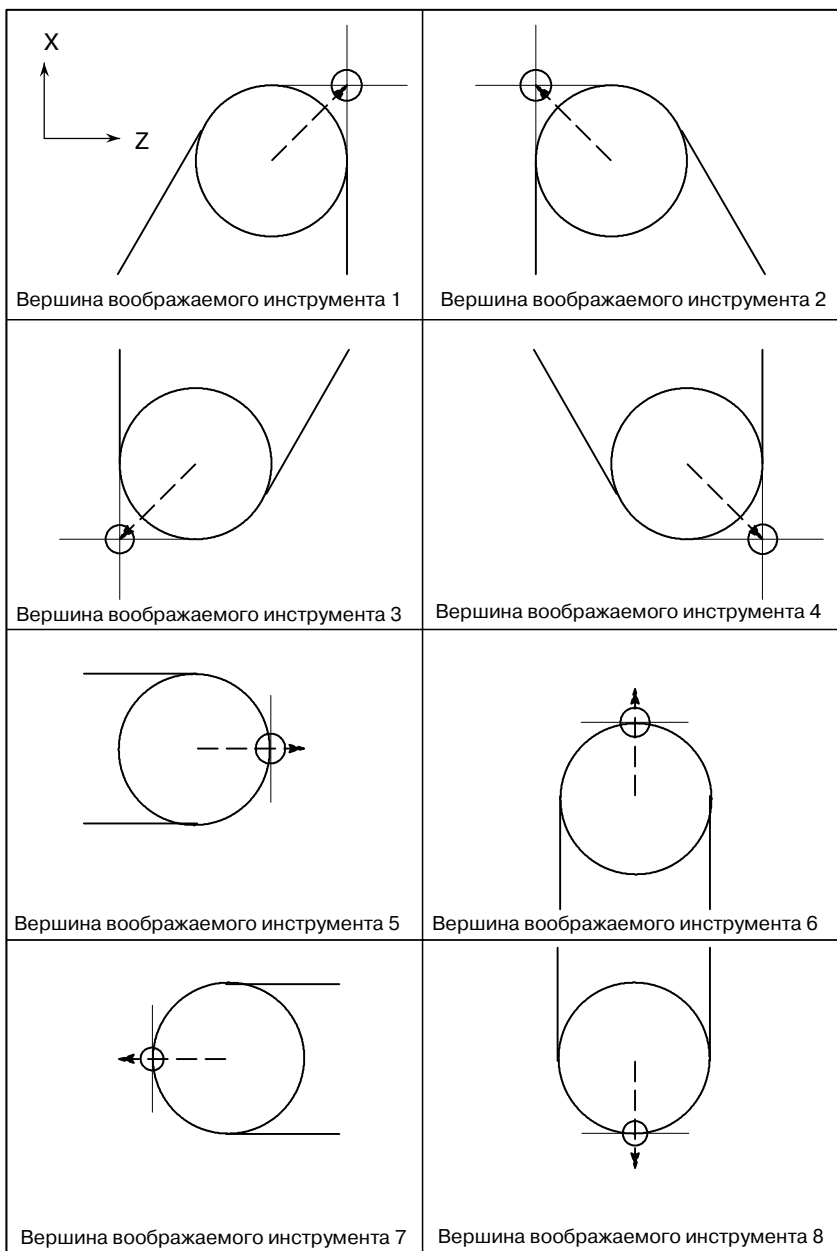 X
Z
Вершина воображаемого инструмента 1
Вершина воображаемого инструмента 2
Вершина воображаемого инструмента 3
Вершина воображаемого инструмента 4
Вершина воображаемого инструмента 5
Вершина воображаемого инструмента 6
Вершина воображаемого инструмента 7
Вершина воображаемого инструмента 8